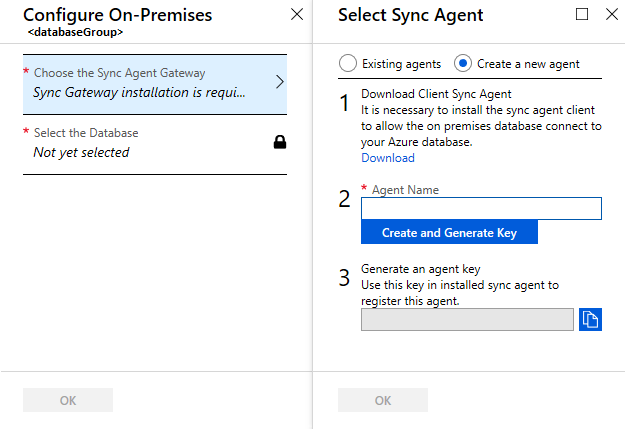 Configure On-Premises
<databaseGroup>
* Choose the Sync Agent Gateway
Sync Gateway installation is requi...
* Select the Database
Not yet selected
OK
Select Sync Agent
Existing agents
Create a new agent
1
Download Client Sync Agent
It is necessary to install the sync agent client
to allow the on premises database connect to
your Azure database.
Download
2
* Agent Name
Create and Generate Key
3
Generate an agent key
Use this key in installed sync agent to
register this agent.
OK